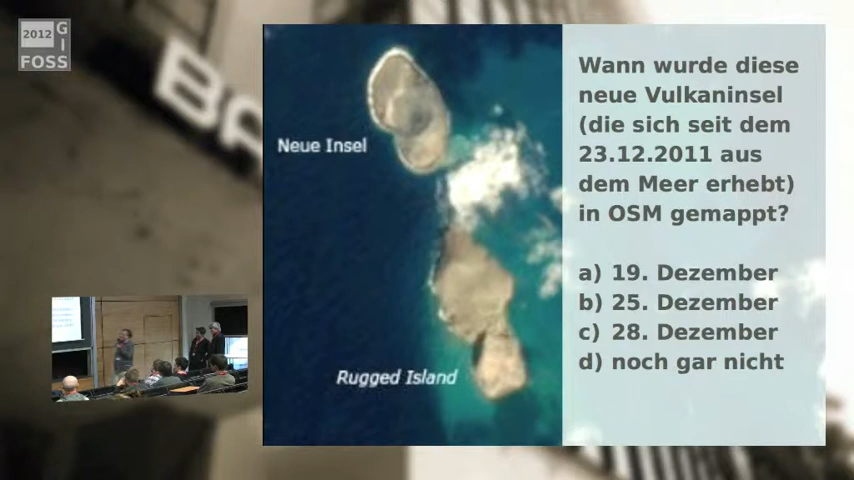 2012
G
I
FOSS
BA
Neue Insel
Rugged Island
Wann wurde diese
neue Vulkaninsel
(die sich seit dem
23.12.2011 aus
dem Meer erhebt)
in OSM gemappt?
a) 19. Dezember
b) 25. Dezember
c) 28. Dezember
d) noch gar nicht